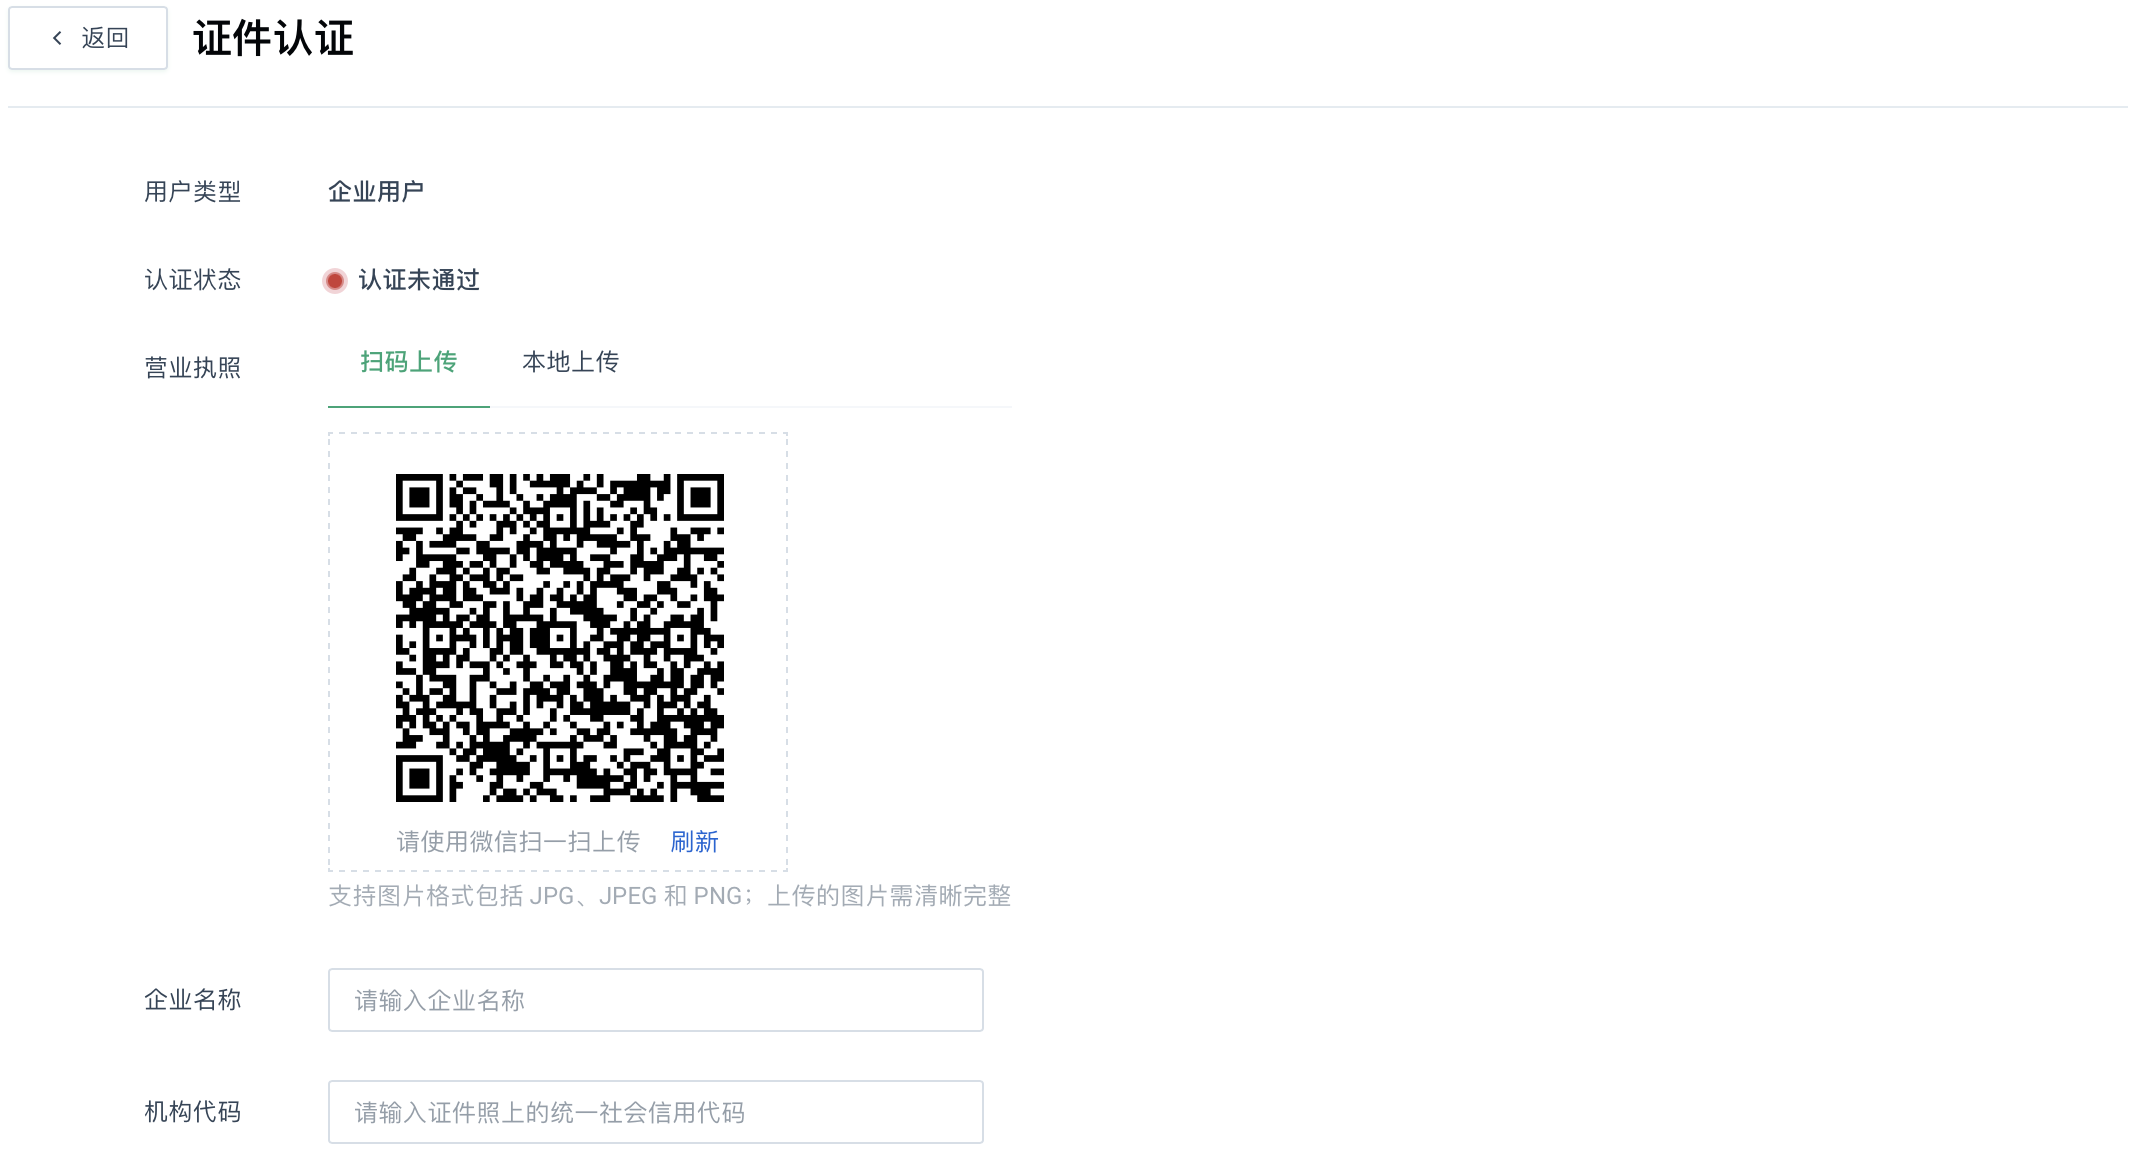 返回 证件认证
用户类型 企业用户
认证状态 认证未通过
营业执照 扫码上传 本地上传
请使用微信扫一扫上传 刷新
支持图片格式包括 JPG、JPEG 和 PNG；上传的图片需清晰完整
企业名称 请输入企业名称
机构代码 请输入证件照上的统一社会信用代码